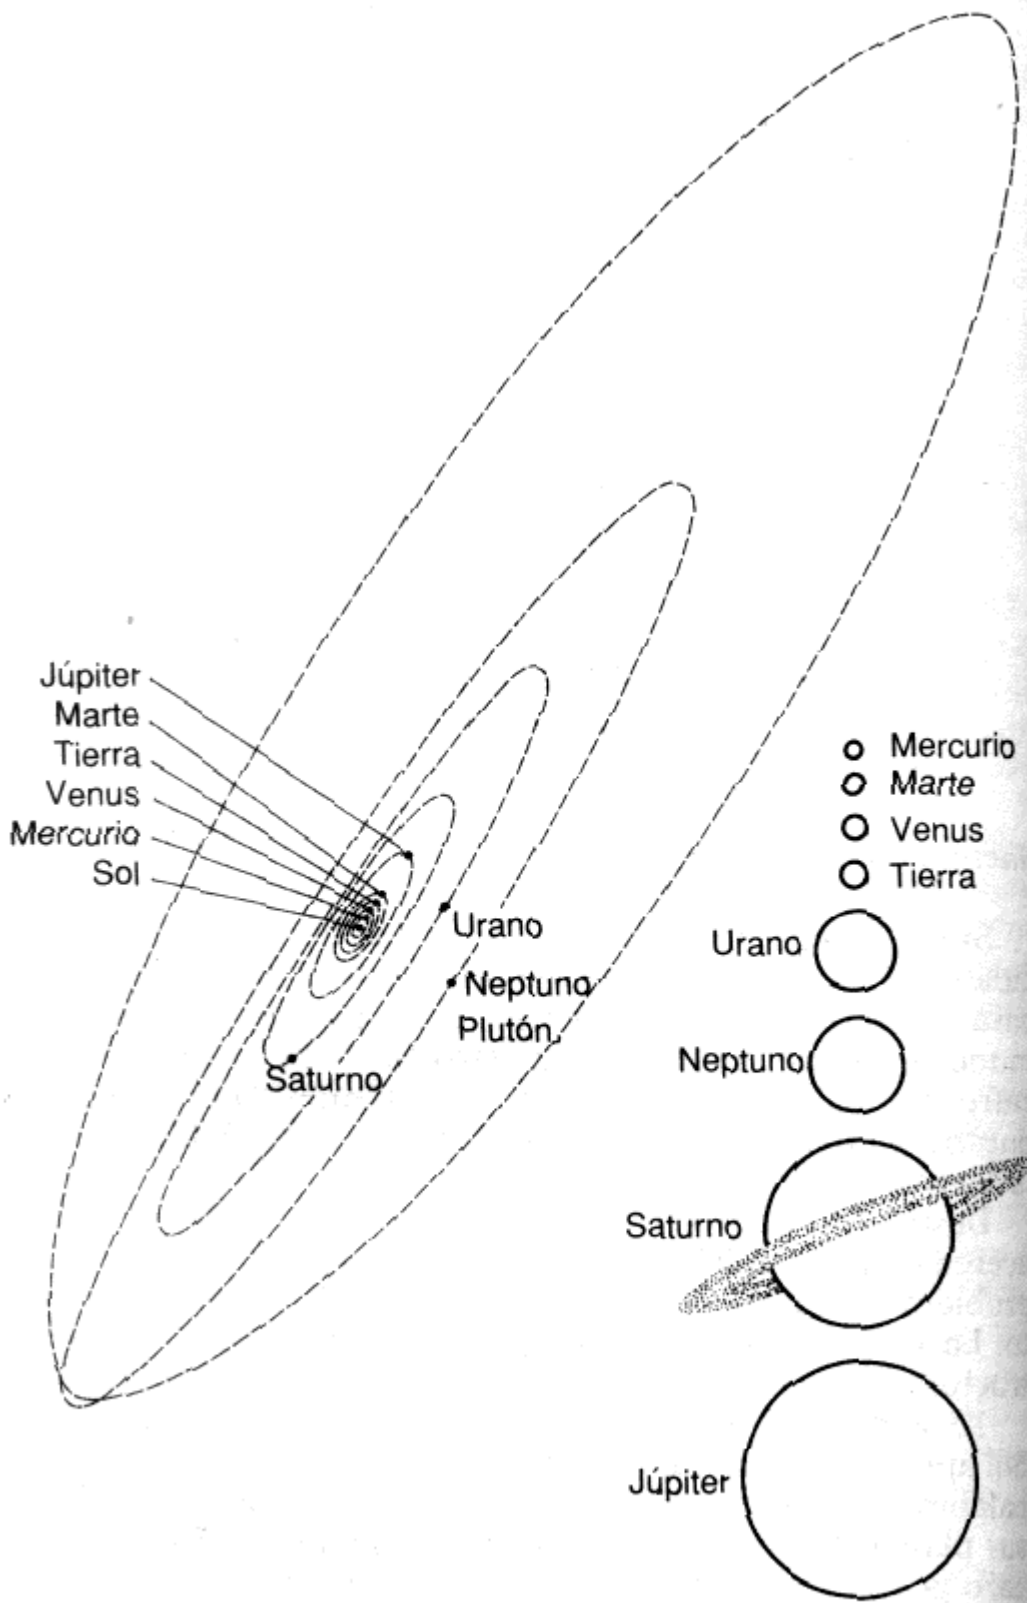 Júpiter
Marte
Tierra
Venus
Mercurio
Sol
Urano
Neptuno
Plutón
Saturno
Mercurio
Marte
Venus
Tierra
Urano
Neptuno
Saturno
Júpiter